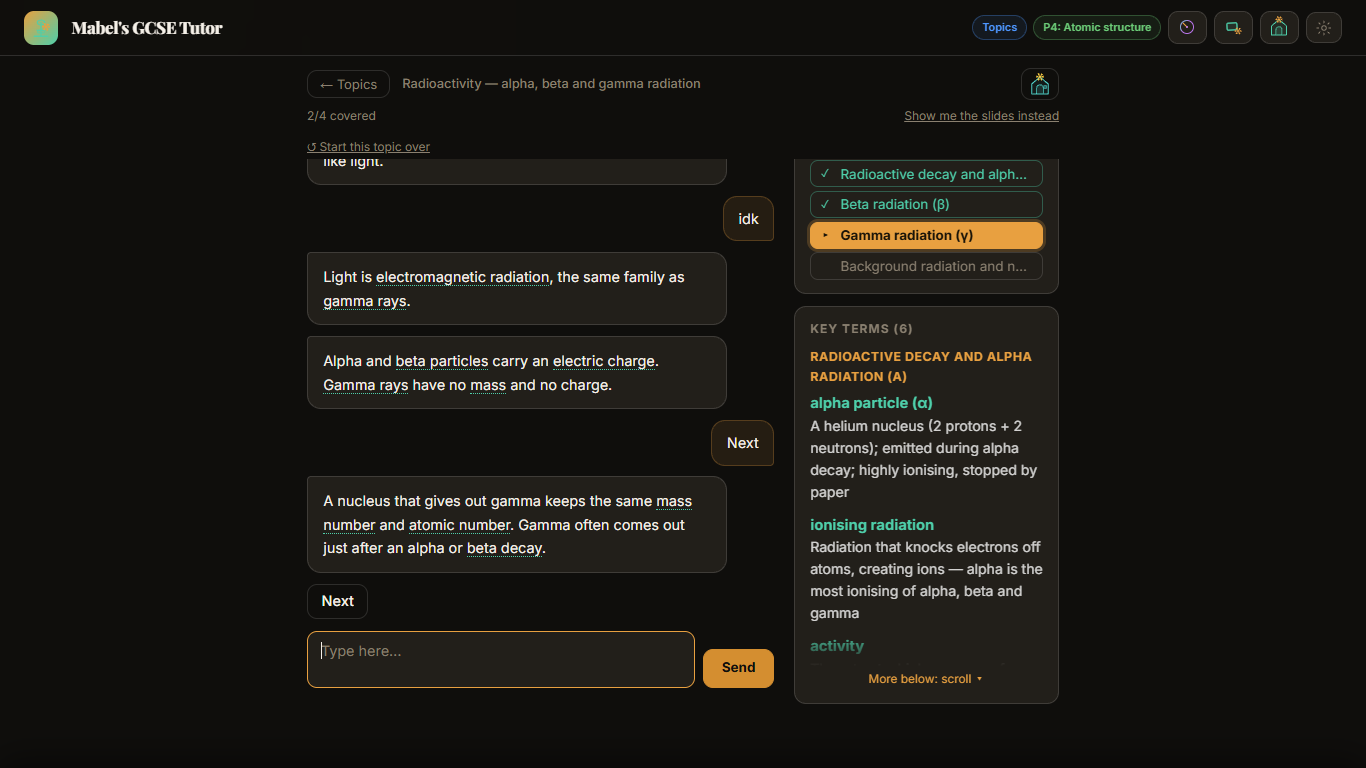 Mabel's GCSE Tutor
Topics
P4: Atomic structure
← Topics
Radioactivity — alpha, beta and gamma radiation
2/4 covered
Show me the slides instead
↺ Start this topic over
like light.
idk
Light is electromagnetic radiation, the same family as
gamma rays.
Alpha and beta particles carry an electric charge.
Gamma rays have no mass and no charge.
Next
A nucleus that gives out gamma keeps the same mass
number and atomic number. Gamma often comes out
just after an alpha or beta decay.
Next
Type here...
Send
✓ Radioactive decay and alph...
✓ Beta radiation (β)
▸ Gamma radiation (γ)
Background radiation and n...
KEY TERMS (6)
RADIOACTIVE DECAY AND ALPHA
RADIATION (Α)
alpha particle (α)
A helium nucleus (2 protons + 2
neutrons); emitted during alpha
decay; highly ionising, stopped by
paper
ionising radiation
Radiation that knocks electrons off
atoms, creating ions — alpha is the
most ionising of alpha, beta and
gamma
activity
More below: scroll ▾